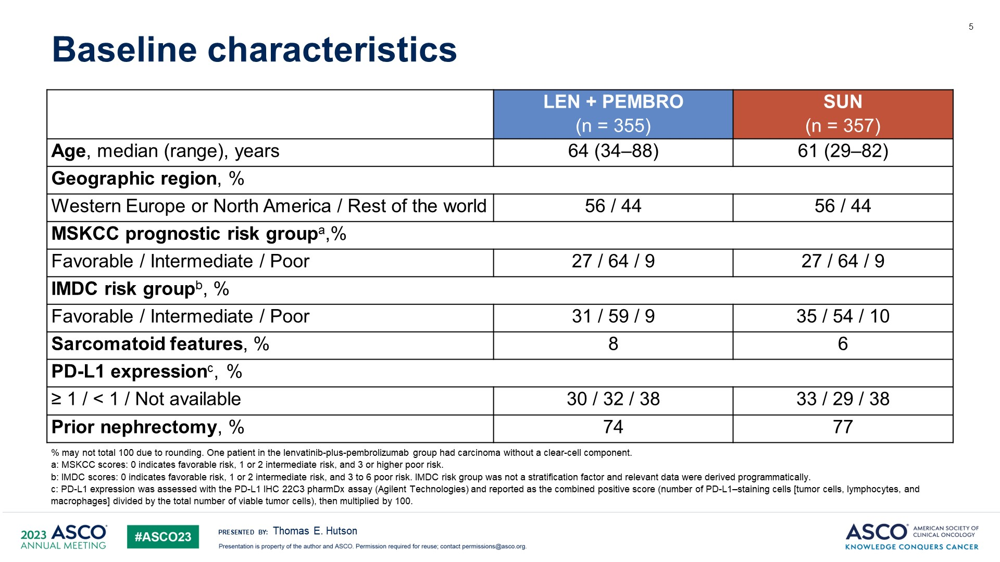 5
Baseline characteristics
LEN + PEMBRO SUN
(n = 355) (n = 357)
Age, median (range), years 64 (34–88) 61 (29–82)
Geographic region, %
Western Europe or North America / Rest of the world 56 / 44 56 / 44
MSKCC prognostic risk groupa,%
Favorable / Intermediate / Poor 27 / 64 / 9 27 / 64 / 9
IMDC risk groupb, %
Favorable / Intermediate / Poor 31 / 59 / 9 35 / 54 / 10
Sarcomatoid features, % 8 6
PD-L1 expressionc, %
≥ 1 / < 1 / Not available 30 / 32 / 38 33 / 29 / 38
Prior nephrectomy, % 74 77
% may not total 100 due to rounding. One patient in the lenvatinib-plus-pembrolizumab group had carcinoma without a clear-cell component.
a: MSKCC scores: 0 indicates favorable risk, 1 or 2 intermediate risk, and 3 or higher poor risk.
b: IMDC scores: 0 indicates favorable risk, 1 or 2 intermediate risk, and 3 to 6 poor risk. IMDC risk group was not a stratification factor and relevant data were derived programmatically.
c: PD-L1 expression was assessed with the PD-L1 IHC 22C3 pharmDx assay (Agilent Technologies) and reported as the combined positive score (number of PD-L1–staining cells [tumor cells, lymphocytes, and
macrophages] divided by the total number of viable tumor cells), then multiplied by 100.
2023 ASCO
ANNUAL MEETING
#ASCO23
PRESENTED BY: Thomas E. Hutson
Presentation is property of the author and ASCO. Permission required for reuse; contact permissions@asco.org.
ASCO AMERICAN SOCIETY OF
CLINICAL ONCOLOGY
KNOWLEDGE CONQUERS CANCER